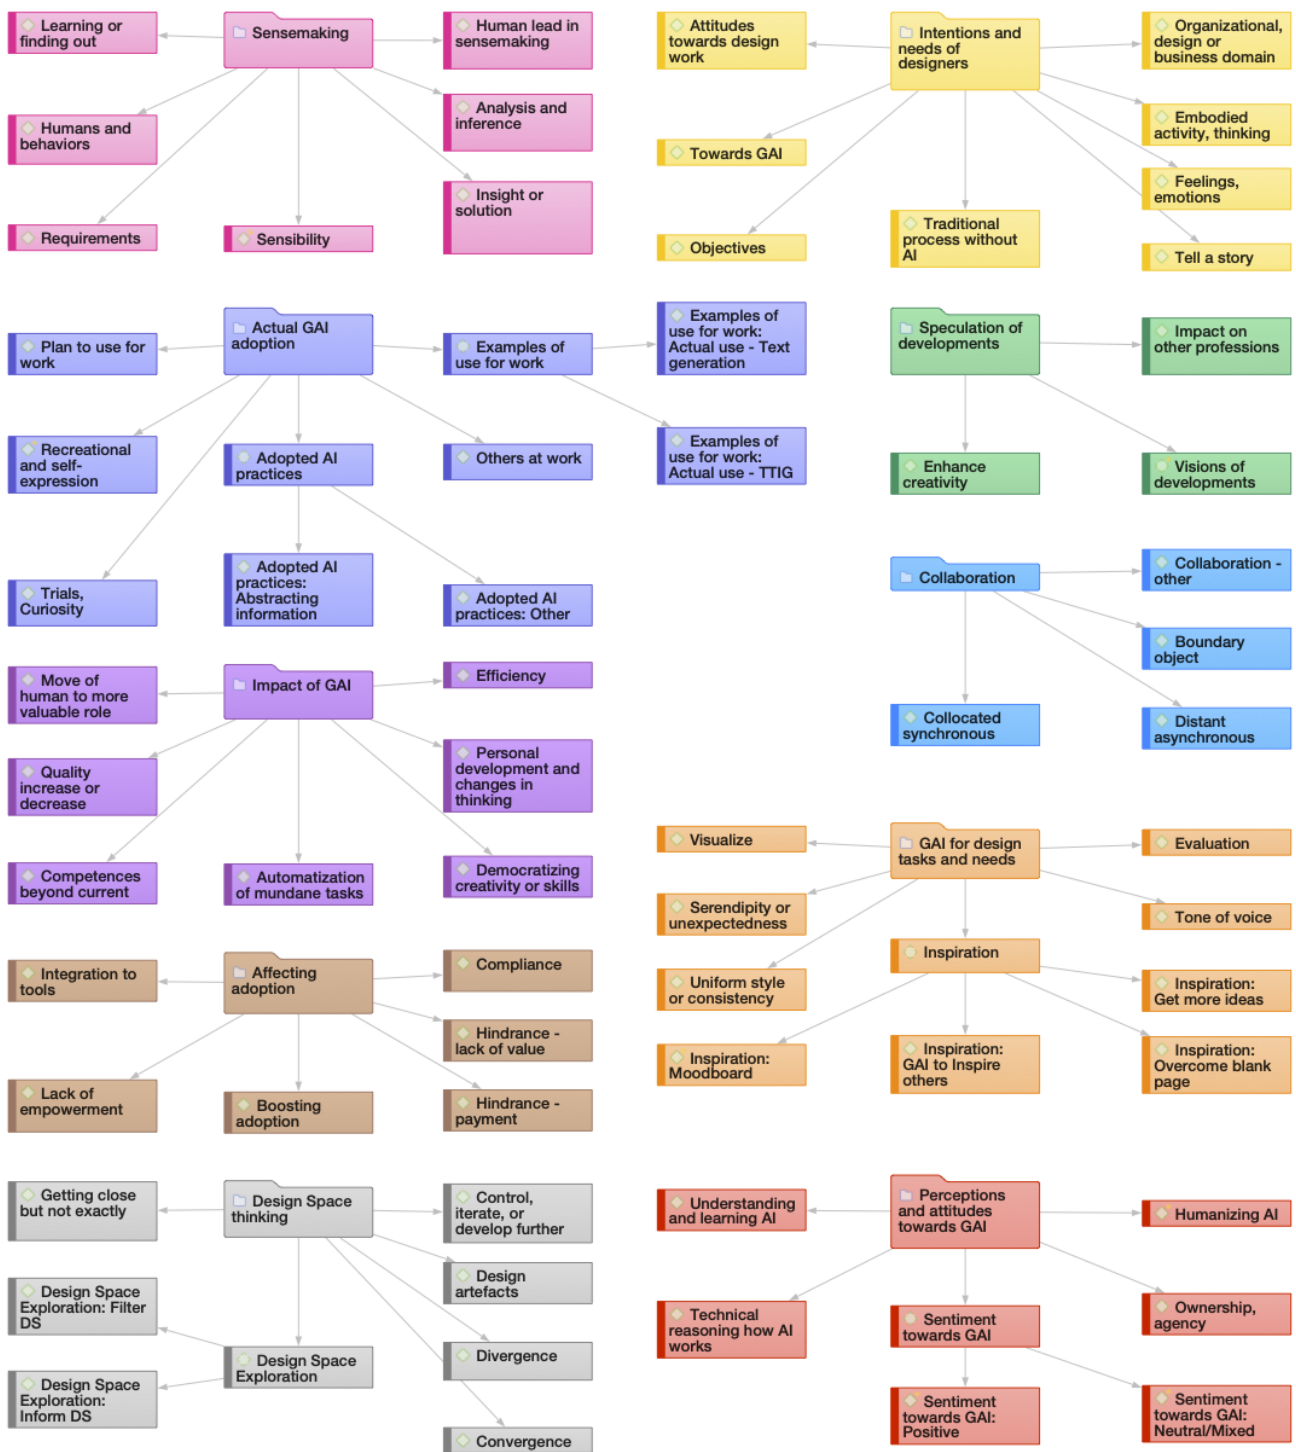 Learning or
finding out
Sensemaking
Human lead in
sensemaking
Humans and
behaviors
Analysis and
inference
Requirements
Sensibility
Insight or
solution
Attitudes
towards design
work
Intentions and
needs of
designers
Organizational,
design or
business domain
Towards GAI
Embodied
activity, thinking
Feelings,
emotions
Objectives
Traditional
process without
AI
Tell a story
Plan to use for
work
Actual GAI
adoption
Examples of
use for work
Examples of
use for work:
Actual use - Text
generation
Recreational
and self-
expression
Adopted AI
practices
Others at work
Examples of
use for work:
Actual use - TTIG
Trials,
Curiosity
Adopted AI
practices:
Abstracting
information
Adopted AI
practices: Other
Speculation of
developments
Impact on
other professions
Enhance
creativity
Visions of
developments
Collaboration
Collaboration -
other
Boundary
object
Collocated
synchronous
Distant
asynchronous
Move of
human to more
valuable role
Impact of GAI
Efficiency
Quality
increase or
decrease
Personal
development and
changes in
thinking
Competences
beyond current
Automatization
of mundane tasks
Democratizing
creativity or skills
Visualize
GAI for design
tasks and needs
Evaluation
Serendipity or
unexpectedness
Tone of voice
Uniform style
or consistency
Inspiration
Inspiration:
Get more ideas
Inspiration:
Moodboard
Inspiration:
GAI to Inspire
others
Inspiration:
Overcome blank
page
Integration to
tools
Affecting
adoption
Compliance
Hindrance -
lack of value
Lack of
empowerment
Boosting
adoption
Hindrance -
payment
Getting close
but not exactly
Design Space
thinking
Control,
iterate, or
develop further
Design
artefacts
Design Space
Exploration: Filter
DS
Design Space
Exploration
Divergence
Design Space
Exploration:
Inform DS
Convergence
Understanding
and learning AI
Perceptions
and attitudes
towards GAI
Humanizing AI
Technical
reasoning how AI
works
Sentiment
towards GAI
Ownership,
agency
Sentiment
towards GAI:
Positive
Sentiment
towards GAI:
Neutral/Mixed